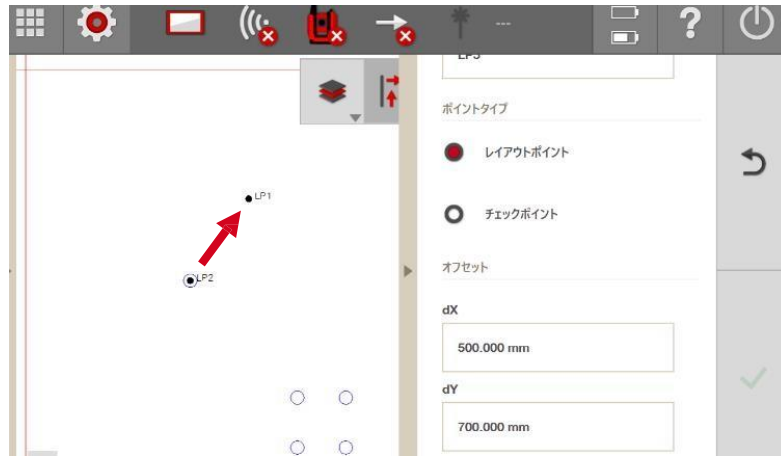 ---
?
LP3
ポイントタイプ
レイアウトポイント
チェックポイント
オフセット
dX
500.000 mm
dY
700.000 mm
LP1
LP2